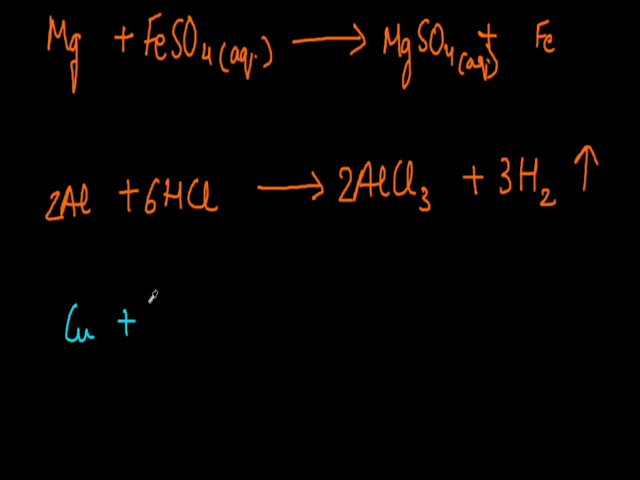 Mg + FeSO4(aq.) → MgSO4(aq) + Fe
2Al + 6HCl → 2AlCl3 + 3H2 ↑
Cu +